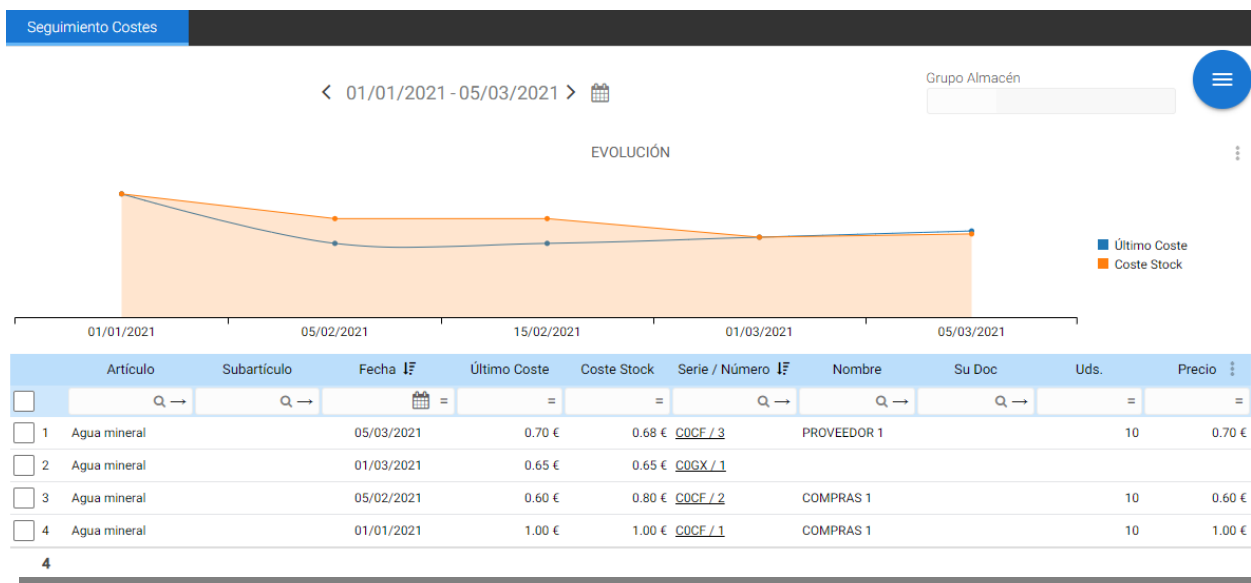 Seguimiento Costes
01/01/2021 - 05/03/2021
Grupo Almacén
EVOLUCIÓN
Último Coste
Coste Stock
01/01/2021 05/02/2021 15/02/2021 01/03/2021 05/03/2021
Artículo Subartículo Fecha Último Coste Coste Stock Serie / Número Nombre Su Doc Uds. Precio
= = = = =
1 Agua mineral 05/03/2021 0.70 € 0.68 € C0CF / 3 PROVEEDOR 1 10 0.70 €
2 Agua mineral 01/03/2021 0.65 € 0.65 € C0GX / 1
3 Agua mineral 05/02/2021 0.60 € 0.80 € C0CF / 2 COMPRAS 1 10 0.60 €
4 Agua mineral 01/01/2021 1.00 € 1.00 € C0CF / 1 COMPRAS 1 10 1.00 €
4